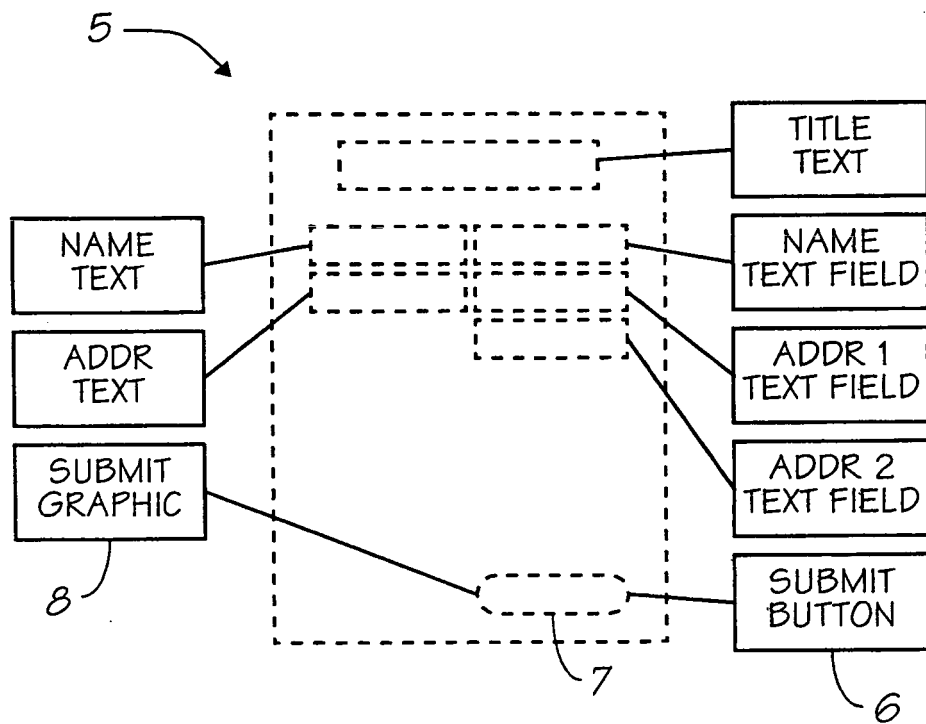 5
TITLE
TEXT
NAME
TEXT
NAME
TEXT FIELD
ADDR
TEXT
ADDR 1
TEXT FIELD
SUBMIT
GRAPHIC
ADDR 2
TEXT FIELD
SUBMIT
BUTTON
8
7
6